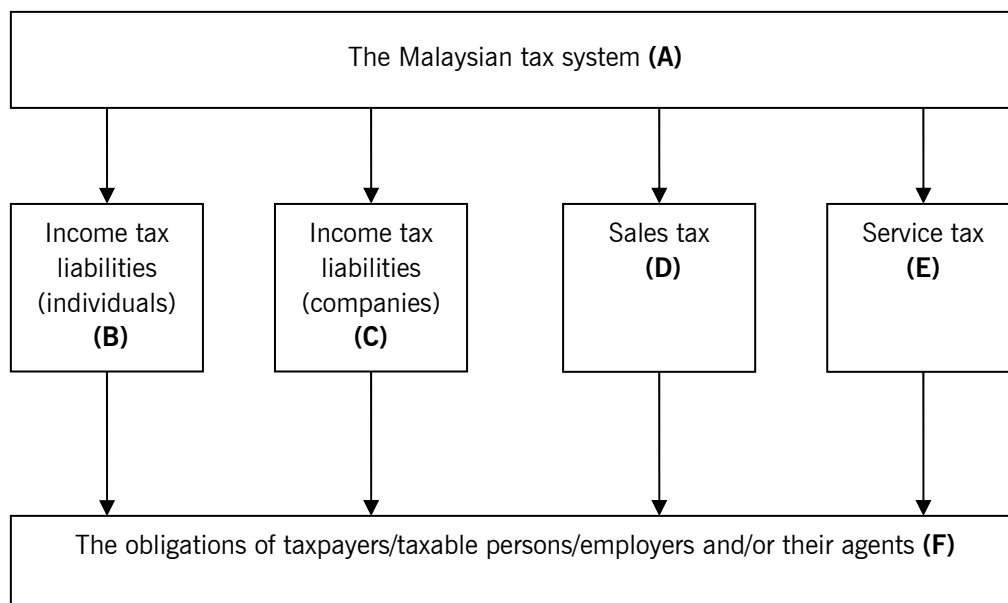 The Malaysian tax system (A)
Income tax
liabilities
(individuals)
(B)
Income tax
liabilities
(companies)
(C)
Sales tax
(D)
Service tax
(E)
The obligations of taxpayers/taxable persons/employers and/or their agents (F)